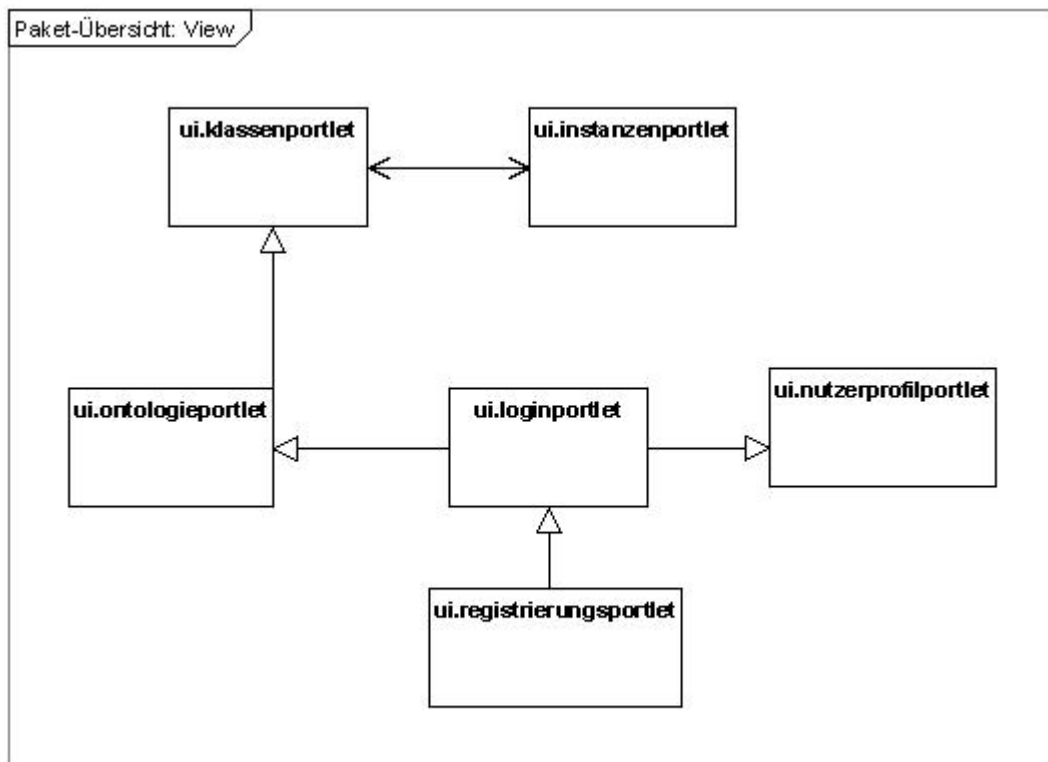 Paket-Übersicht: View
ui.klassenportlet
ui.instanzenportlet
ui.ontologieportlet
ui.loginportlet
ui.nutzerprofilportlet
ui.registrierungsportlet